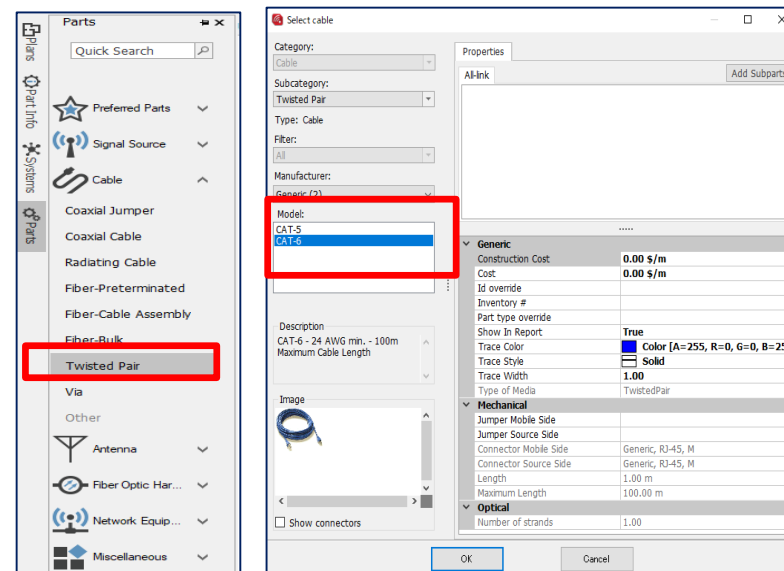 Parts
Quick Search
Plans
Part Info
Systems
Parts
Preferred Parts
Signal Source
Cable
Coaxial Jumper
Coaxial Cable
Radiating Cable
Fiber-Preterminated
Fiber-Cable Assembly
Fiber-Bulk
Twisted Pair
Via
Other
Antenna
Fiber Optic Har...
Network Equip...
Miscellaneous
Select cable
Category:
Cable
Subcategory:
Twisted Pair
Type: Cable
Filter:
All
Manufacturer:
Generic (2)
Model:
CAT-5
CAT-6
Description
CAT-6 - 24 AWG min. - 100m
Maximum Cable Length
Image
Show connectors
Properties
All-link
Add Subparts
.....
Generic
Construction Cost 0.00 $/m
Cost 0.00 $/m
Id override
Inventory #
Part type override
Show In Report True
Trace Color Color [A=255, R=0, G=0, B=25
Trace Style Solid
Trace Width 1.00
Type of Media TwistedPair
Mechanical
Jumper Mobile Side
Jumper Source Side
Connector Mobile Side Generic, RJ-45, M
Connector Source Side Generic, RJ-45, M
Length 1.00 m
Maximum Length 100.00 m
Optical
Number of strands 1.00
OK
Cancel